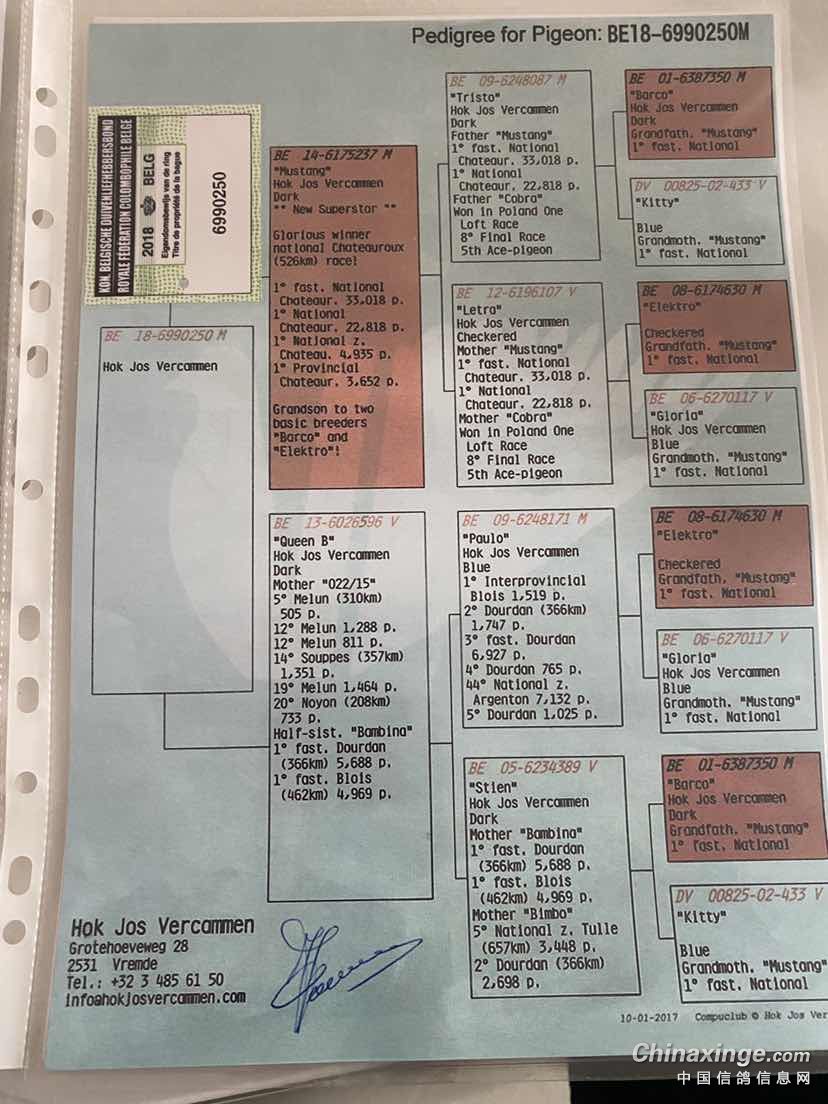 Pedigree for Pigeon: BE18-6990250M
KON. BELGISCHE DUIVENLIEFHEBBERSBOND
ROYALE FEDERATION COLOMBOPHILE BELGE
2018 BELG
Eigendomsbewijs van de ring
Titre de propriété de la bague
6990250
BE 18-6990250 M
Hok Jos Vercammen
BE 14-6175237 M
"Mustang"
Hok Jos Vercammen
Dark
** New Superstar **
Glorious winner
national Chateauroux
(526km) race!
1° fast. National
Chateaur. 33,018 p.
1° National
Chateaur. 22,818 p.
1° National z.
Chateau. 4,935 p.
1° Provincial
Chateaur. 3,652 p.
Grandson to two
basic breeders
"Barco" and
"Elektro"!
BE 13-6026596 V
"Queen B"
Hok Jos Vercammen
Dark
Mother "022/15"
5° Melun (310km)
505 p.
12° Melun 1,288 p.
12° Melun 811 p.
14° Souppes (357km)
1,351 p.
19° Melun 1,464 p.
20° Noyon (208km)
733 p.
Half-sist. "Bambina"
1° fast. Dourdan
(366km) 5,688 p.
1° fast. Blois
(462km) 4,969 p.
BE 09-6248087 M
"Tristo"
Hok Jos Vercammen
Dark
Father "Mustang"
1° fast. National
Chateaur. 33,018 p.
1° National
Chateaur. 22,818 p.
Father "Cobra"
Won in Poland One
Loft Race
8° Final Race
5th Ace-pigeon
BE 12-6196107 V
"Letra"
Hok Jos Vercammen
Checkered
Mother "Mustang"
1° fast. National
Chateaur. 33,018 p.
1° National
Chateaur. 22,818 p.
Mother "Cobra"
Won in Poland One
Loft Race
8° Final Race
5th Ace-pigeon
BE 09-6248171 M
"Paulo"
Hok Jos Vercammen
Blue
1° Interprovincial
Blois 1,519 p.
2° Dourdan (366km)
1,747 p.
3° fast. Dourdan
6,927 p.
4° Dourdan 765 p.
44° National z.
Argenton 7,132 p.
5° Dourdan 1,025 p.
BE 05-6234389 V
"Stien"
Hok Jos Vercammen
Dark
Mother "Bambina"
1° fast. Dourdan
(366km) 5,688 p.
1° fast. Blois
(462km) 4,969 p.
Mother "Bimbo"
5° National z. Tulle
(657km) 3,448 p.
2° Dourdan (366km)
2,698 p.
BE 01-6387350 M
"Barco"
Hok Jos Vercammen
Dark
Grandfath. "Mustang"
1° fast. National
DV 00825-02-433 V
"Kitty"
Blue
Grandmoth. "Mustang"
1° fast. National
BE 08-6174630 M
"Elektro"
Checkered
Grandfath. "Mustang"
1° fast. National
BE 06-6270117 V
"Gloria"
Hok Jos Vercammen
Blue
Grandmoth. "Mustang"
1° fast. National
BE 08-6174630 M
"Elektro"
Checkered
Grandfath. "Mustang"
1° fast. National
BE 06-6270117 V
"Gloria"
Hok Jos Vercammen
Blue
Grandmoth. "Mustang"
1° fast. National
BE 01-6387350 M
"Barco"
Hok Jos Vercammen
Dark
Grandfath. "Mustang"
1° fast. National
DV 00825-02-433 V
"Kitty"
Blue
Grandmoth. "Mustang"
1° fast. National
Hok Jos Vercammen
Grotehoeveweg 28
2531 Vremde
Tel.: +32 3 485 61 50
info@hokjosvercammen.com
10-01-2017 Compuclub © Hok Jos Ver
Chinaxinge.com
中国信鸽信息网